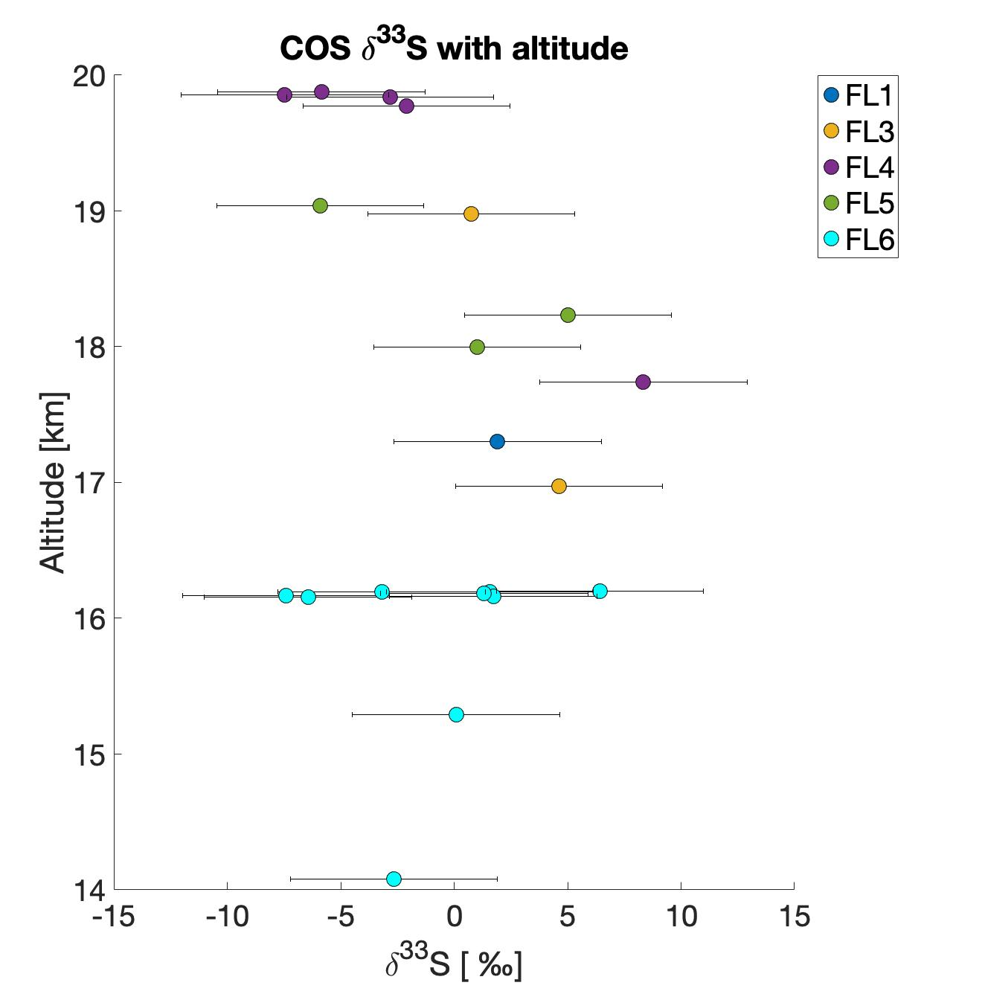 COS δ³³S with altitude
20
19
18
17
16
15
14
Altitude [km]
-15 -10 -5 0 5 10 15
δ³³S [ ‰]
FL1
FL3
FL4
FL5
FL6